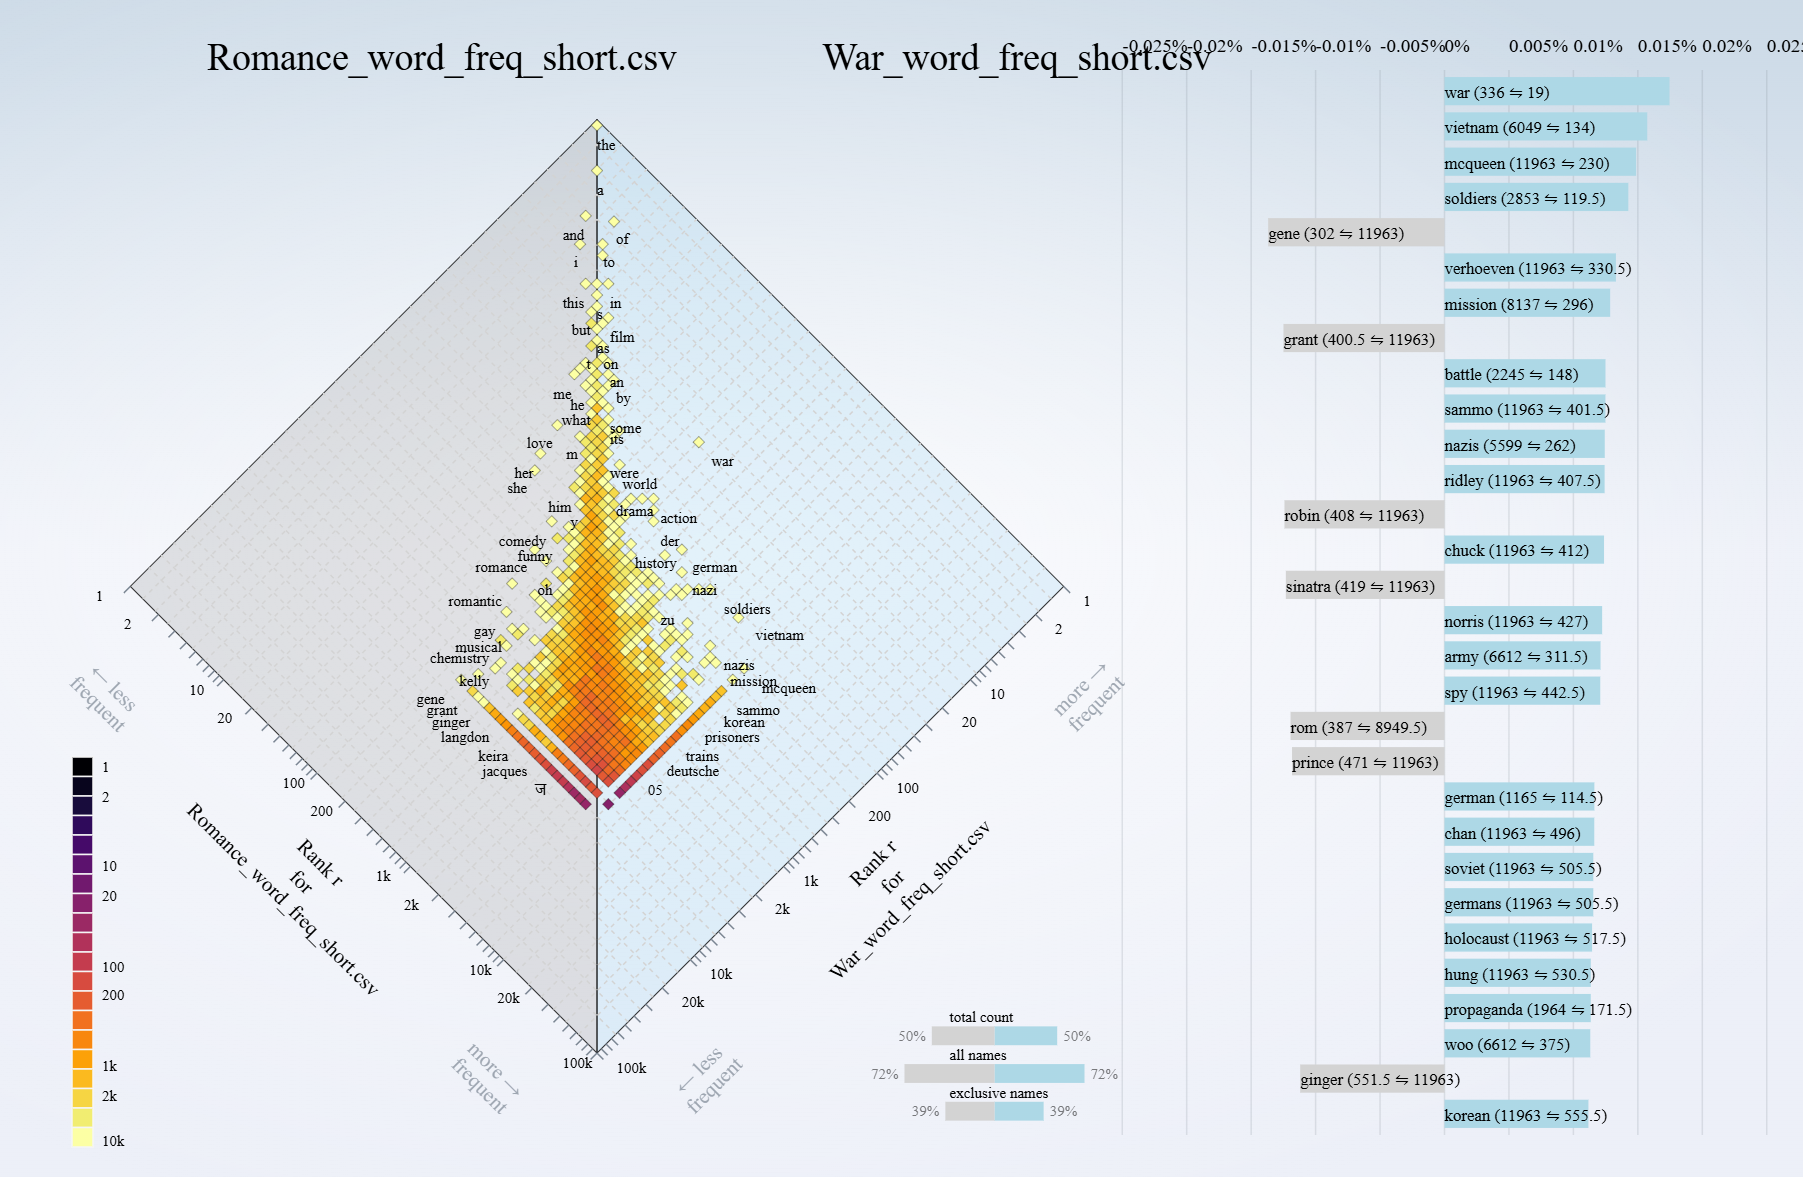 Romance_word_freq_short.csv
War_word_freq_short.csv
-0.025%
-0.02%
-0.015%
-0.01%
-0.005%
0%
0.005%
0.01%
0.015%
0.02%
the
a
and
of
i
to
this
in
s
but
film
as
t
on
an
me
by
he
what
some
its
love
m
war
her
were
she
world
him
drama
action
y
comedy
der
funny
history
romance
german
oh
nazi
romantic
soldiers
zu
gay
vietnam
musical
chemistry
nazis
kelly
mission
mcqueen
gene
grant
sammo
ginger
korean
langdon
prisoners
keira
trains
jacques
deutsche
ज
05
1
2
10
20
100
200
1k
2k
10k
20k
100k
1
2
10
20
100
200
1k
2k
10k
20k
100k
← less
frequent
more →
frequent
Rank r
for
Romance_word_freq_short.csv
Rank r
for
War_word_freq_short.csv
more →
frequent
← less
frequent
1
2
10
20
100
200
1k
2k
10k
total count
50%
50%
all names
72%
72%
exclusive names
39%
39%
war (336 ⇋ 19)
vietnam (6049 ⇋ 134)
mcqueen (11963 ⇋ 230)
soldiers (2853 ⇋ 119.5)
gene (302 ⇋ 11963)
verhoeven (11963 ⇋ 330.5)
mission (8137 ⇋ 296)
grant (400.5 ⇋ 11963)
battle (2245 ⇋ 148)
sammo (11963 ⇋ 401.5)
nazis (5599 ⇋ 262)
ridley (11963 ⇋ 407.5)
robin (408 ⇋ 11963)
chuck (11963 ⇋ 412)
sinatra (419 ⇋ 11963)
norris (11963 ⇋ 427)
army (6612 ⇋ 311.5)
spy (11963 ⇋ 442.5)
rom (387 ⇋ 8949.5)
prince (471 ⇋ 11963)
german (1165 ⇋ 114.5)
chan (11963 ⇋ 496)
soviet (11963 ⇋ 505.5)
germans (11963 ⇋ 505.5)
holocaust (11963 ⇋ 517.5)
hung (11963 ⇋ 530.5)
propaganda (1964 ⇋ 171.5)
woo (6612 ⇋ 375)
ginger (551.5 ⇋ 11963)
korean (11963 ⇋ 555.5)